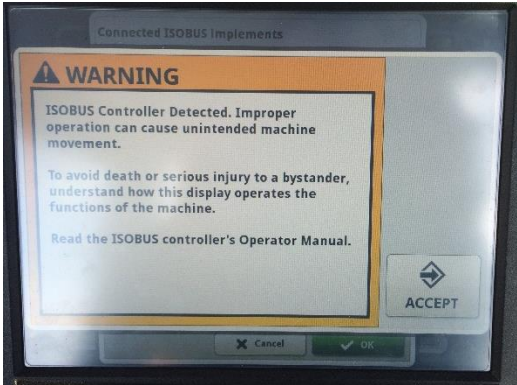 Connected ISOBUS Implements
WARNING
ISOBUS Controller Detected. Improper
operation can cause unintended machine
movement.
To avoid death or serious injury to a bystander,
understand how this display operates the
functions of the machine.
Read the ISOBUS controller's Operator Manual.
ACCEPT
Cancel
OK